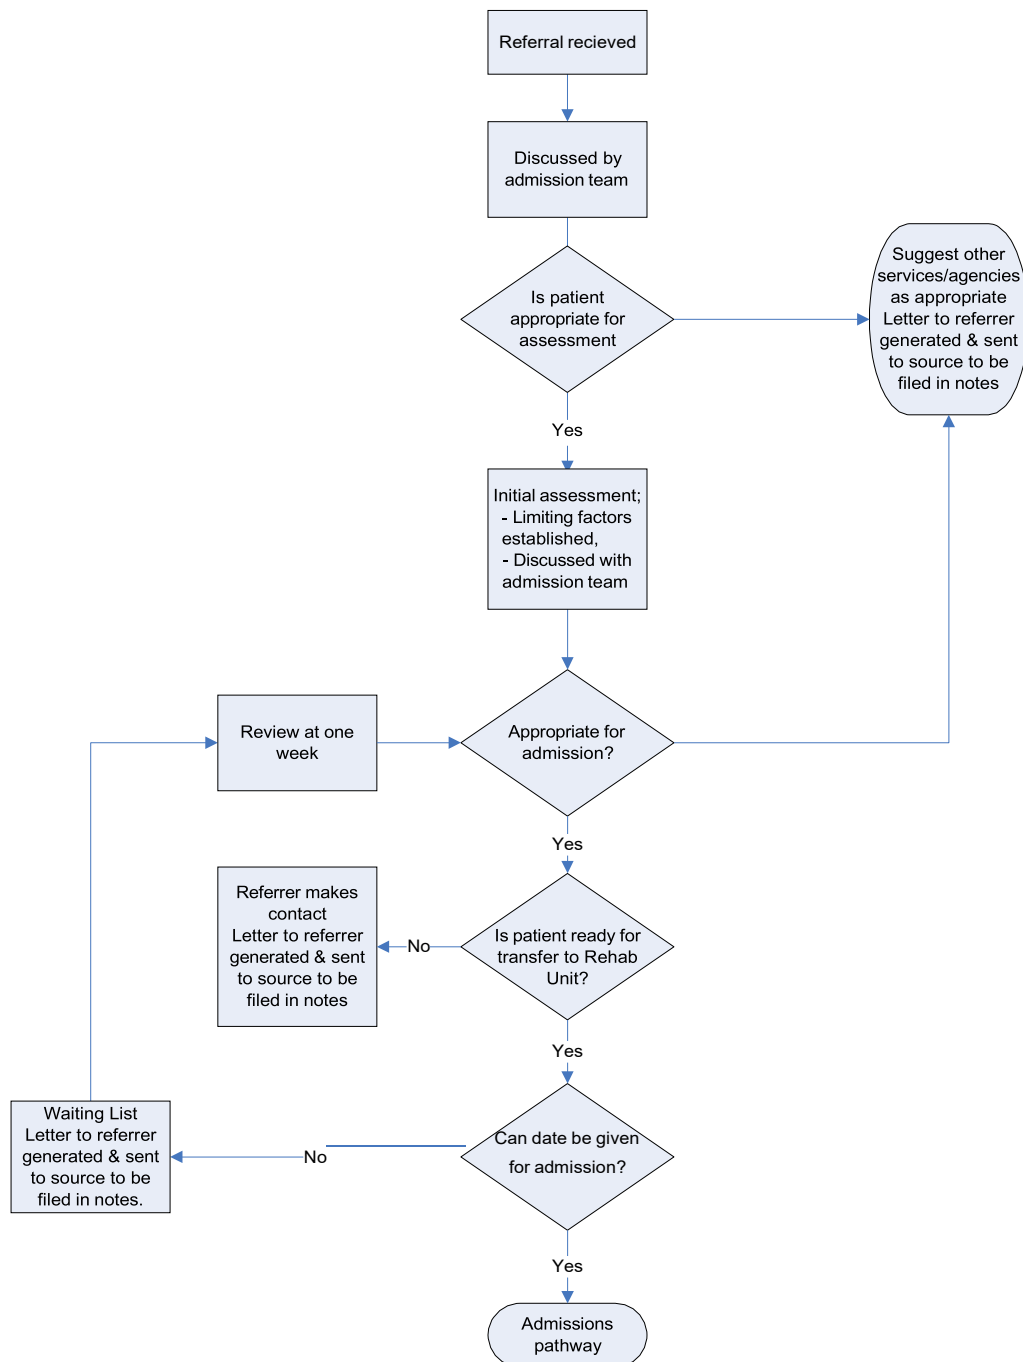 Referral recieved
Discussed by
admission team
Is patient
appropriate for
assessment
Suggest other
services/agencies
as appropriate
Letter to referrer
generated & sent
to source to be
filed in notes
Yes
Initial assessment;
- Limiting factors
established,
- Discussed with
admission team
Review at one
week
Appropriate for
admission?
Yes
Referrer makes
contact
Letter to referrer
generated & sent
to source to be
filed in notes
No
Is patient ready for
transfer to Rehab
Unit?
Yes
Waiting List
Letter to referrer
generated & sent
to source to be
filed in notes.
No
Can date be given
for admission?
Yes
Admissions
pathway